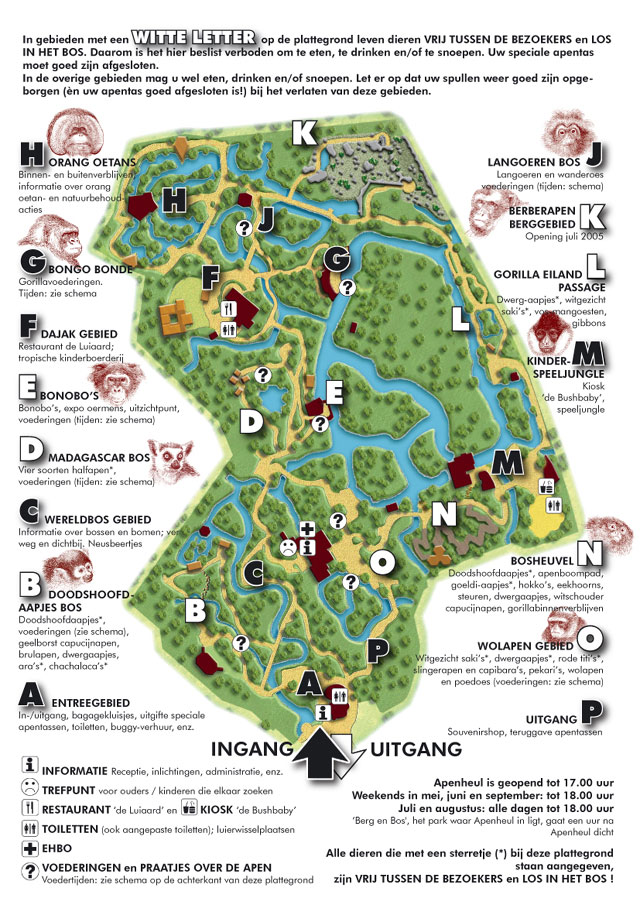 In gebieden met een WITTE LETTER op de plattegrond leven dieren VRIJ TUSSEN DE BEZOEKERS en LOS
IN HET BOS. Daarom is het hier beslist verboden om te eten, te drinken en/of te snoepen. Uw speciale apentas
moet goed zijn afgesloten.
In de overige gebieden mag u wel eten, drinken en/of snoepen. Let er op dat uw spullen weer goed zijn opge-
borgen (èn uw apentas goed afgesloten is!) bij het verlaten van deze gebieden.
H ORANG OETANS
Binnen- en buitenverblijven,
informatie over orang
oetan- en natuurbehoud-
acties
G BONGO BONDE
Gorillavoederingen.
Tijden: zie schema
F DAJAK GEBIED
Restaurant de Luiaard;
tropische kinderboerderij
E BONOBO'S
Bonobo's, expo oermens, uitzichtpunt,
voederingen (tijden: zie schema)
D MADAGASCAR BOS
Vier soorten halfapen*,
voederingen (tijden: zie schema)
C WERELDBOS GEBIED
Informatie over bossen en bomen; ver
weg en dichtbij. Neusbeertjes
B DOODSHOOFD-
AAPJES BOS
Doodshoofdaapjes*,
voederingen (zie schema),
geelborst capucijnapen,
brulapen, dwergaapjes,
ara's*, chachalaca's*
A ENTREEGEBIED
In-/uitgang, bagagekluisjes, uitgifte speciale
apentassen, toiletten, buggy-verhuur, enz.
K
H
J
?
F
G
?
L
?
E
D
?
M
N
?
i
O
C
?
B
?
P
A
i
LANGOEREN BOS J
Langoeren en wanderoes
voederingen (tijden: schema)
BERBERAPEN K
BERGGEBIED
Opening juli 2005
GORILLA EILAND L
PASSAGE
Dwerg-aapjes*, witgezicht
saki's*, vos-mangoesten,
gibbons
KINDER- M
SPEELJUNGLE
Kiosk
'de Bushbaby',
speeljungle
BOSHEUVEL N
Doodshoofdaapjes*, apenboompad,
goeldi-aapjes*, hokko's, eekhoorns,
steuren, dwergaapjes, witschouder
capucijnapen, gorillabinnenverblijven
WOLAPEN GEBIED O
Witgezicht saki's*, dwergaapjes*, rode titi's*,
slingerapen en capibara's*, pekari's, wolapen
en poedoes (voederingen: zie schema)
UITGANG P
Souvenirshop, teruggave apentassen
INGANG UITGANG
i INFORMATIE Receptie, inlichtingen, administratie, enz.
TREFPUNT voor ouders / kinderen die elkaar zoeken
RESTAURANT 'de Luiaard' en KIOSK 'de Bushbaby'
TOILETTEN (ook aangepaste toiletten); luierwisselplaatsen
EHBO
? VOEDERINGEN en PRAATJES OVER DE APEN
Voedertijden: zie schema op de achterkant van deze plattegrond
Apenheul is geopend tot 17.00 uur
Weekends in mei, juni en september: tot 18.00 uur
Juli en augustus: alle dagen tot 18.00 uur
'Berg en Bos', het park waar Apenheul in ligt, gaat een uur na
Apenheul dicht
Alle dieren die met een sterretje (*) bij deze plattegrond
staan aangegeven,
zijn VRIJ TUSSEN DE BEZOEKERS en LOS IN HET BOS !